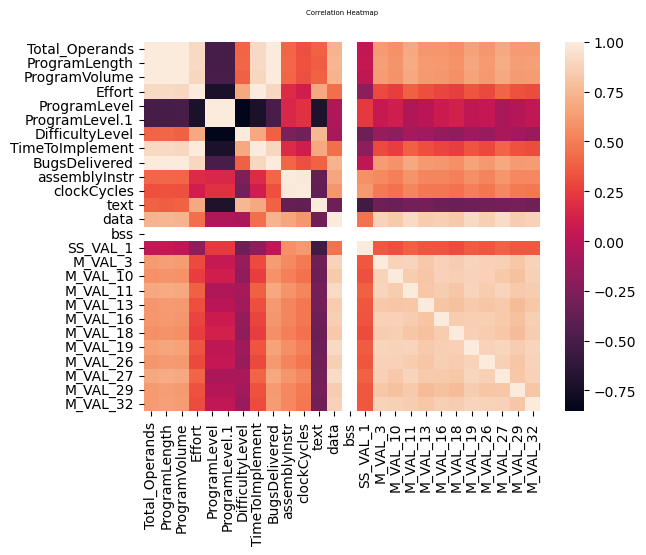 Correlation Heatmap
Total_Operands
ProgramLength
ProgramVolume
Effort
ProgramLevel
ProgramLevel.1
DifficultyLevel
TimeToImplement
BugsDelivered
assemblyInstr
clockCycles
text
data
bss
SS_VAL_1
M_VAL_3
M_VAL_10
M_VAL_11
M_VAL_13
M_VAL_16
M_VAL_18
M_VAL_19
M_VAL_26
M_VAL_27
M_VAL_29
M_VAL_32
Total_Operands
ProgramLength
ProgramVolume
Effort
ProgramLevel
ProgramLevel.1
DifficultyLevel
TimeToImplement
BugsDelivered
assemblyInstr
clockCycles
text
data
bss
SS_VAL_1
M_VAL_3
M_VAL_10
M_VAL_11
M_VAL_13
M_VAL_16
M_VAL_18
M_VAL_19
M_VAL_26
M_VAL_27
M_VAL_29
M_VAL_32
1.00
0.75
0.50
0.25
0.00
−0.25
−0.50
−0.75